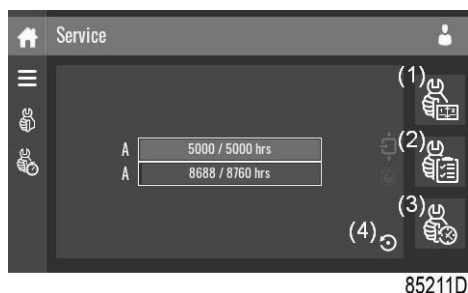 Service
(1)
(2)
A 5000 / 5000 hrs
A 8688 / 8760 hrs
(3)
(4)
85211D